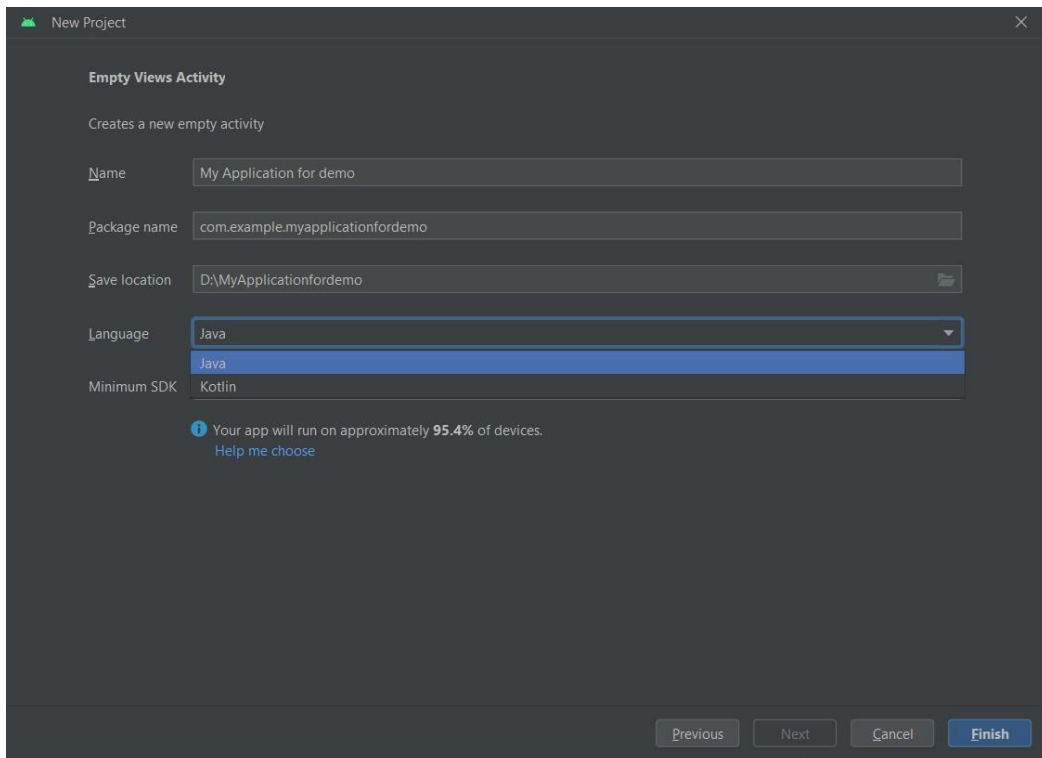 New Project
Empty Views Activity
Creates a new empty activity
Name My Application for demo
Package name com.example.myapplicationfordemo
Save location D:\MyApplicationfordemo
Language Java
Java
Minimum SDK Kotlin
Your app will run on approximately 95.4% of devices.
Help me choose
Previous Next Cancel Finish